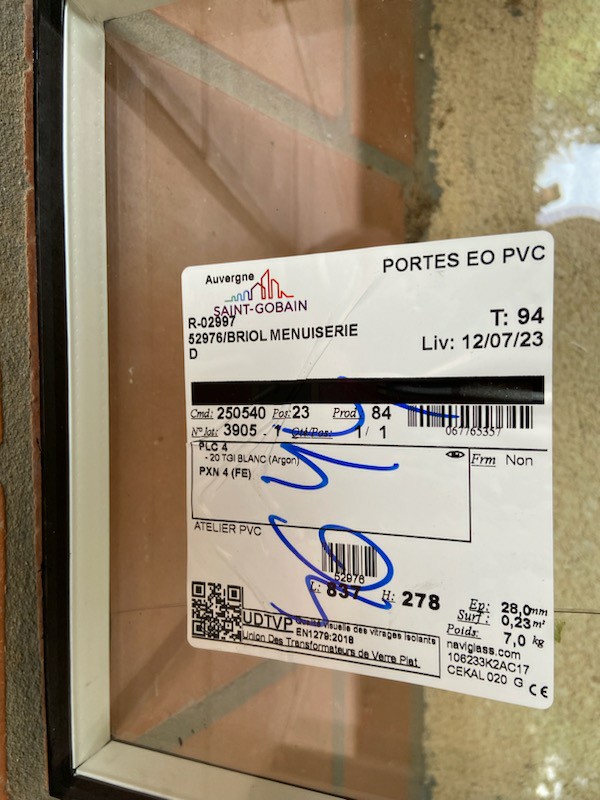 PORTES EO PVC
Auvergne
SAINT-GOBAIN
R-02997
52976/BRIOL MENUISERIE
D
T: 94
Liv: 12/07/23
Cmd: 250540 Pos: 23 Prod 84
N° lot: 3905 . 1 Qté/Pos: 1 / 1
067765357
PLC 4
- 20 TGI BLANC (Argon)
PXN 4 (FE)
Frm Non
ATELIER PVC
52976
L: 837 H: 278
Ep: 28,0mm
Surf: 0,23m²
Poids: 7,0 kg
UDTVP Qualité Visuelle des vitrages isolants
EN1279:2018
Union Des Transformateurs de Verre Plat
naviglass.com
106233K2AC17
CEKAL 020 G CE